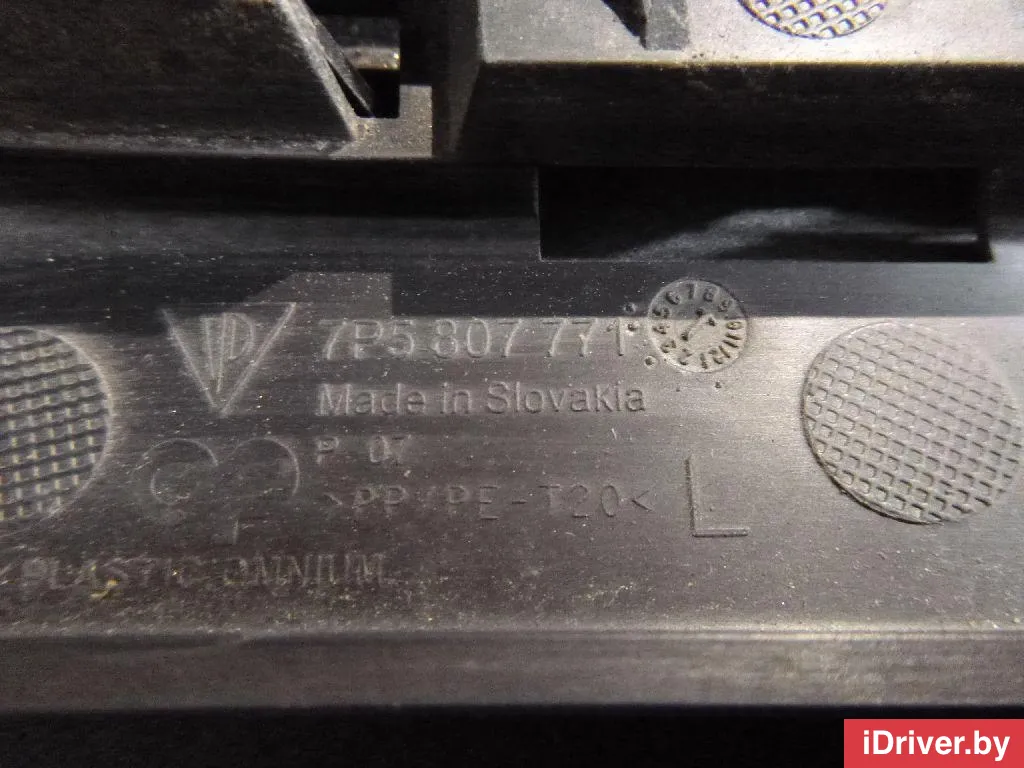 7P5 807 771
Made in Slovakia
P 07
>PP/PE-T20<
L
PLASTIC OMNIUM
iDriver.by